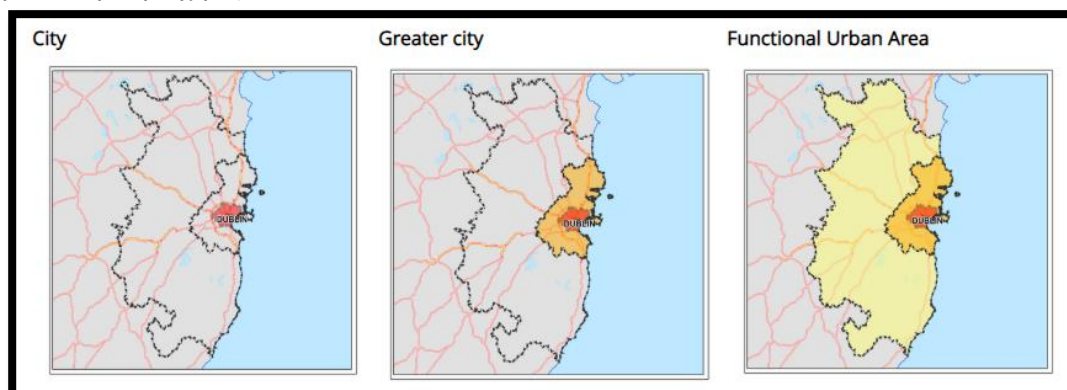 City
Greater city
Functional Urban Area
DUBLIN
DUBLIN
DUBLIN